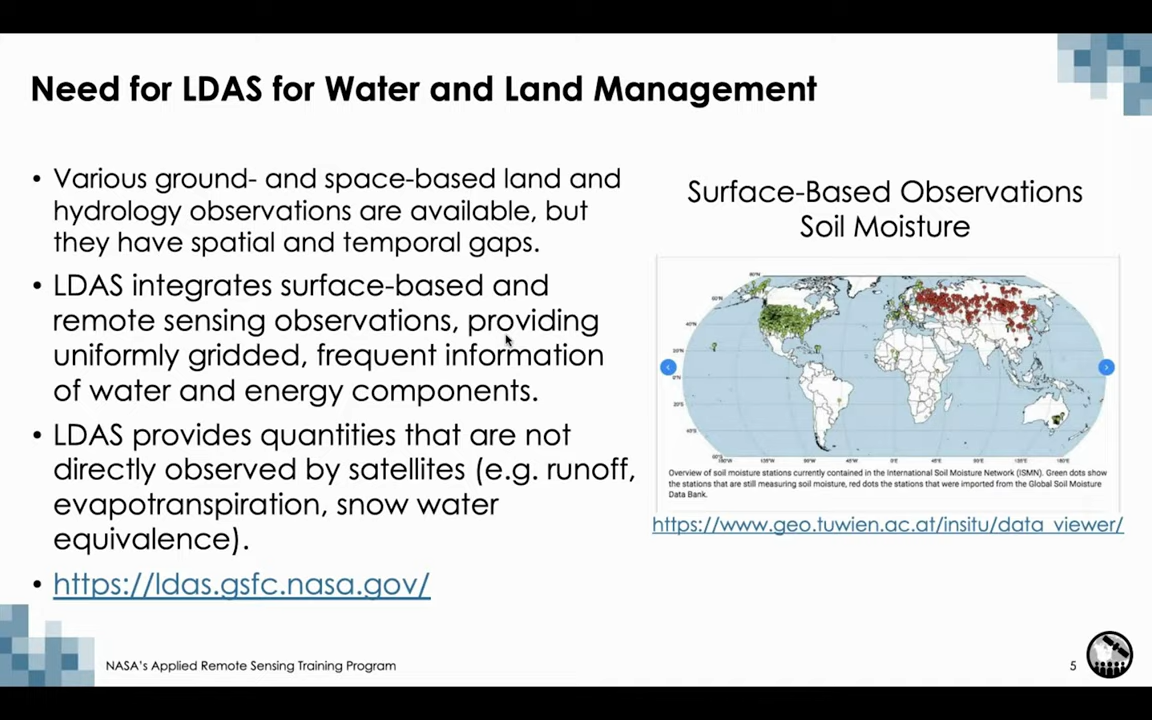 Need for LDAS for Water and Land Management
• Various ground- and space-based land and
hydrology observations are available, but
they have spatial and temporal gaps.
• LDAS integrates surface-based and
remote sensing observations, providing
uniformly gridded, frequent information
of water and energy components.
• LDAS provides quantities that are not
directly observed by satellites (e.g. runoff,
evapotranspiration, snow water
equivalence).
• https://ldas.gsfc.nasa.gov/
Surface-Based Observations
Soil Moisture
Overview of soil moisture stations currently contained in the International Soil Moisture Network (ISMN). Green dots show
the stations that are still measuring soil moisture, red dots the stations that were imported from the Global Soil Moisture
Data Bank.
https://www.geo.tuwien.ac.at/insitu/data_viewer/
NASA's Applied Remote Sensing Training Program
5